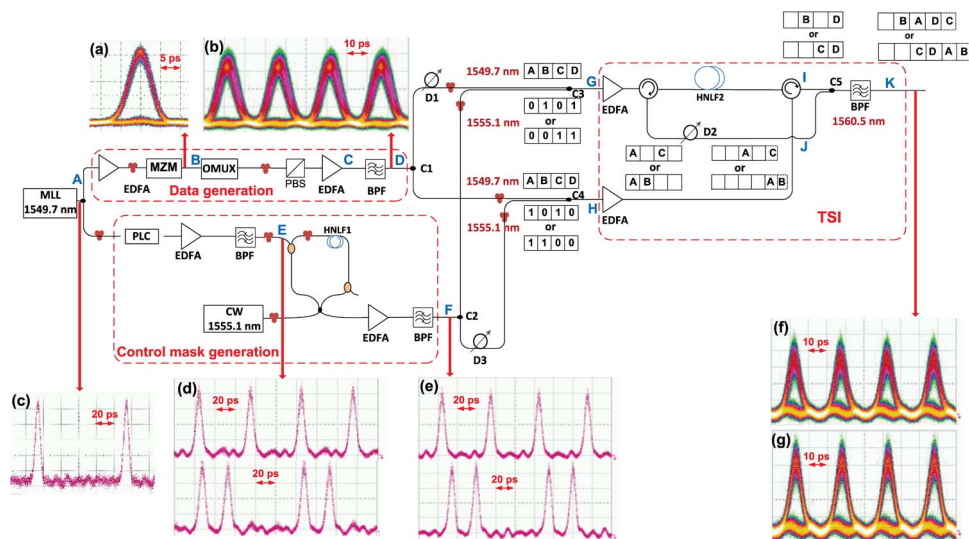 (a)
5 ps
(b)
10 ps
A
MLL
1549.7 nm
EDFA
MZM
B
OMUX
PBS
EDFA
C
BPF
D
Data generation
C1
D1
PLC
EDFA
BPF
E
HNLF1
CW
1555.1 nm
EDFA
BPF
F
C2
D3
Control mask generation
1549.7 nm
A B C D
G
C3
1555.1 nm
0 1 0 1
or
0 0 1 1
1549.7 nm
A B C D
C4
1555.1 nm
H
1 0 1 0
or
1 1 0 0
EDFA
HNLF2
D2
I
J
C5
BPF
1560.5 nm
K
EDFA
TSI
A C
or
A B
A C
or
A B
B D
or
C D
B A D C
or
C D A B
(c)
20 ps
(d)
20 ps
20 ps
(e)
20 ps
20 ps
(f)
10 ps
(g)
10 ps